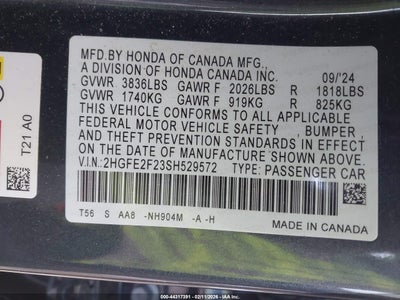 MFD.BY HONDA OF CANADA MFG.,
A DIVISION OF HONDA CANADA INC. 09/'24
GVWR 3836LBS GAWR F 2026LBS R 1818LBS
GVWR 1740KG GAWR F 919KG R 825KG
THIS VEHICLE CONFORMS TO ALL APPLICABLE
FEDERAL MOTOR VEHICLE SAFETY , BUMPER ,
AND THEFT PREVENTION STANDARDS IN EFFECT ON
THE DATE OF MANUFACTURE SHOWN ABOVE.
V.I.N.:2HGFE2F23SH529572 TYPE: PASSENGER CAR
T56 S AA8 -NH904M -A -H
MADE IN CANADA
T21 A0
000-44317391 - 02/11/2026 - IAA Inc.